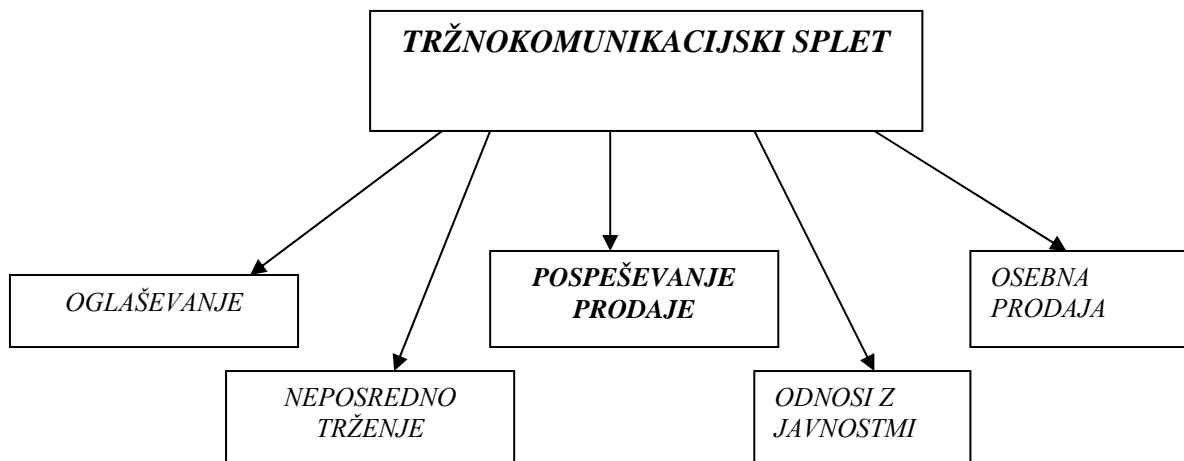 TRŽNOKOMUNIKACIJSKI SPLET
OGLAŠEVANJE
POSPEŠEVANJE
PRODAJE
OSEBNA
PRODAJA
NEPOSREDNO
TRŽENJE
ODNOSI Z
JAVNOSTMI